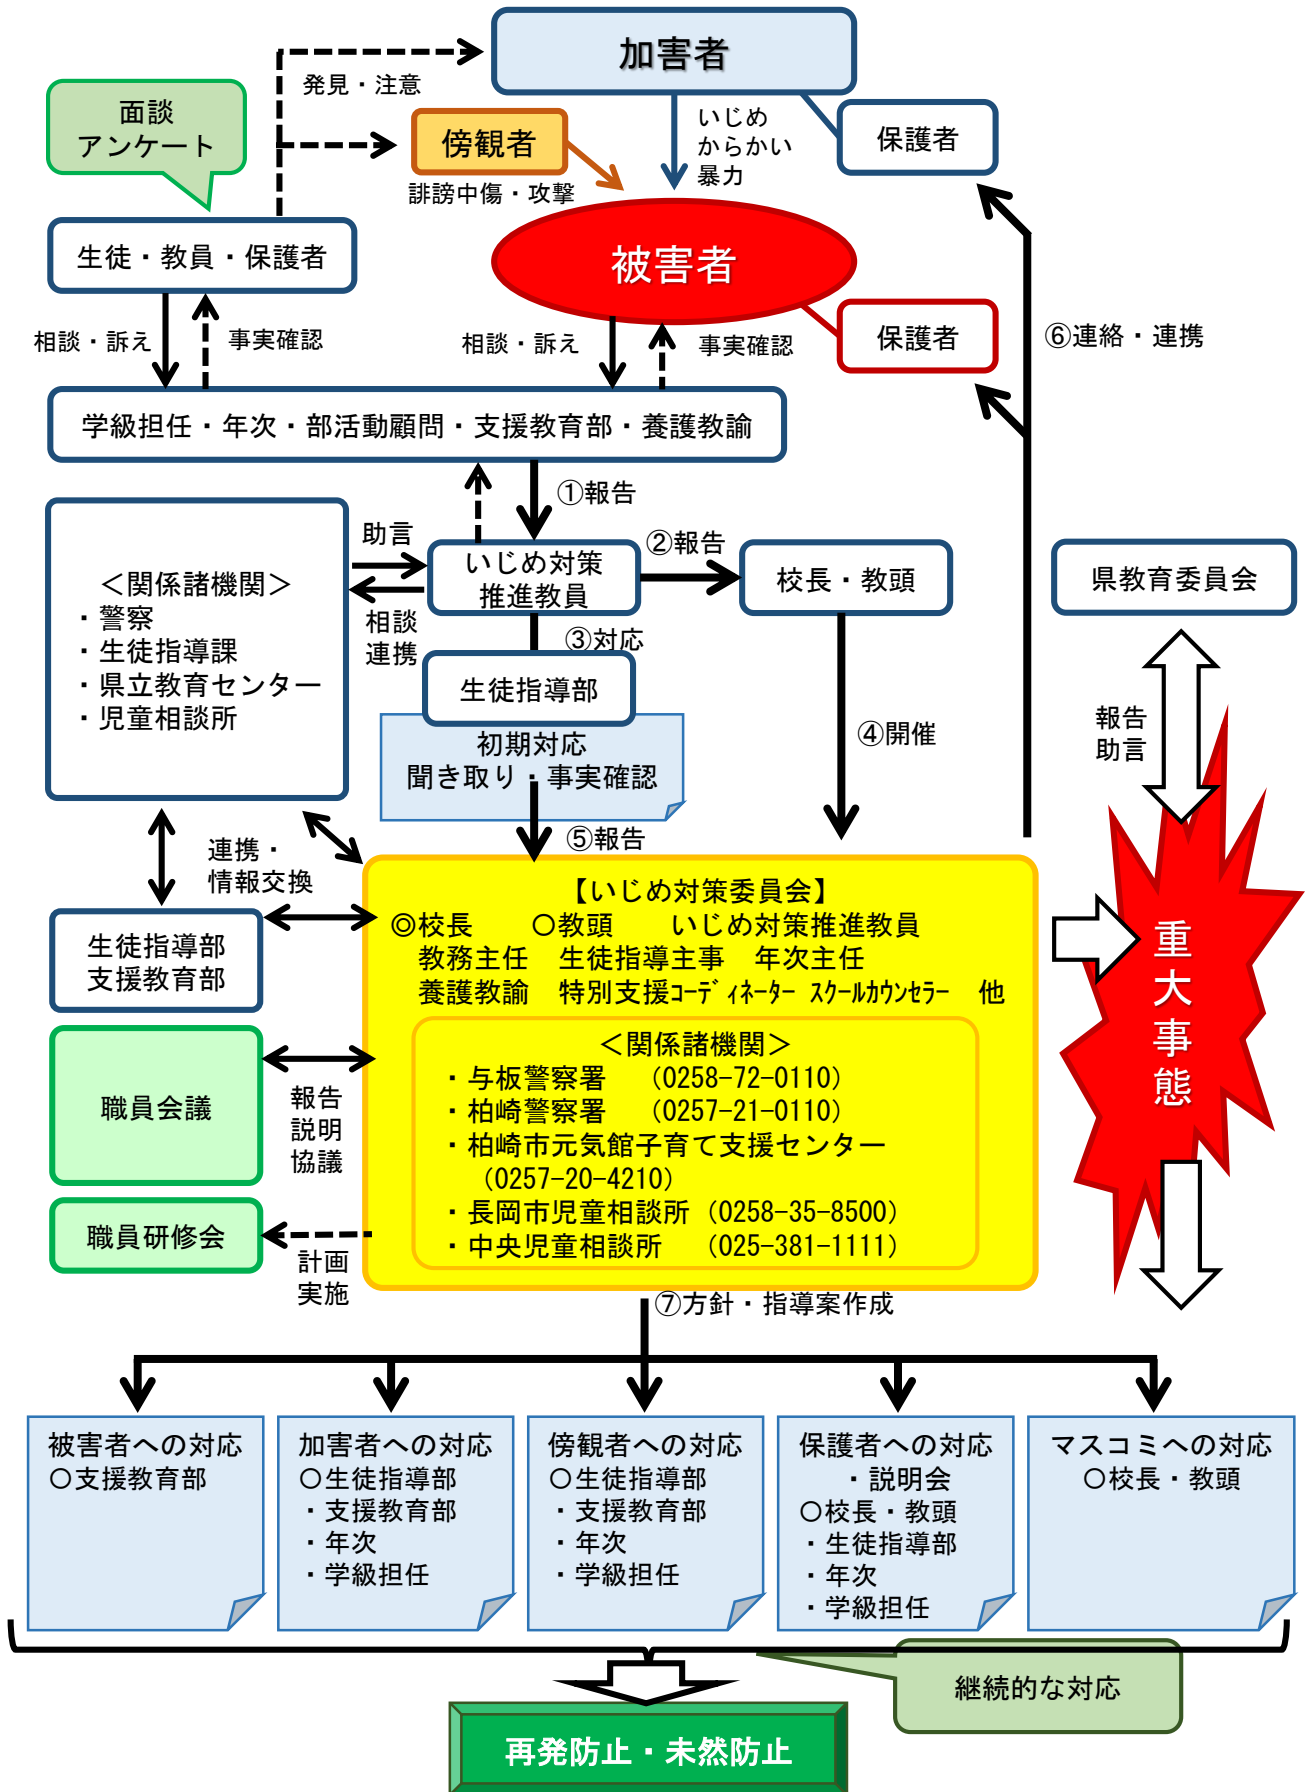 加害者
発見・注意
面談
アンケート
傍観者
いじめ
からかい
暴力
保護者
誹謗中傷・攻撃
生徒・教員・保護者
被害者
保護者
相談・訴え
事実確認
相談・訴え
事実確認
⑥連絡・連携
学級担任・年次・部活動顧問・支援教育部・養護教諭
①報告
助言
いじめ対策
推進教員
②報告
校長・教頭
県教育委員会
＜関係諸機関＞
・警察
・生徒指導課
・県立教育センター
・児童相談所
相談
連携
③対応
生徒指導部
初期対応
聞き取り・事実確認
④開催
報告
助言
⑤報告
連携・
情報交換
【いじめ対策委員会】
◎校長　○教頭　いじめ対策推進教員
教務主任　生徒指導主事　年次主任
養護教諭　特別支援ｺｰﾃﾞｨﾈｰﾀｰ ｽｸｰﾙｶｳﾝｾﾗｰ　他
生徒指導部
支援教育部
重大事態
＜関係諸機関＞
・与板警察署　（0258-72-0110）
・柏崎警察署　（0257-21-0110）
・柏崎市元気館子育て支援センター
（0257-20-4210）
・長岡市児童相談所（0258-35-8500）
・中央児童相談所　（025-381-1111）
職員会議
報告
説明
協議
職員研修会
計画
実施
⑦方針・指導案作成
被害者への対応
○支援教育部
加害者への対応
○生徒指導部
・支援教育部
・年次
・学級担任
傍観者への対応
○生徒指導部
・支援教育部
・年次
・学級担任
保護者への対応
・説明会
○校長・教頭
・生徒指導部
・年次
・学級担任
マスコミへの対応
○校長・教頭
継続的な対応
再発防止・未然防止